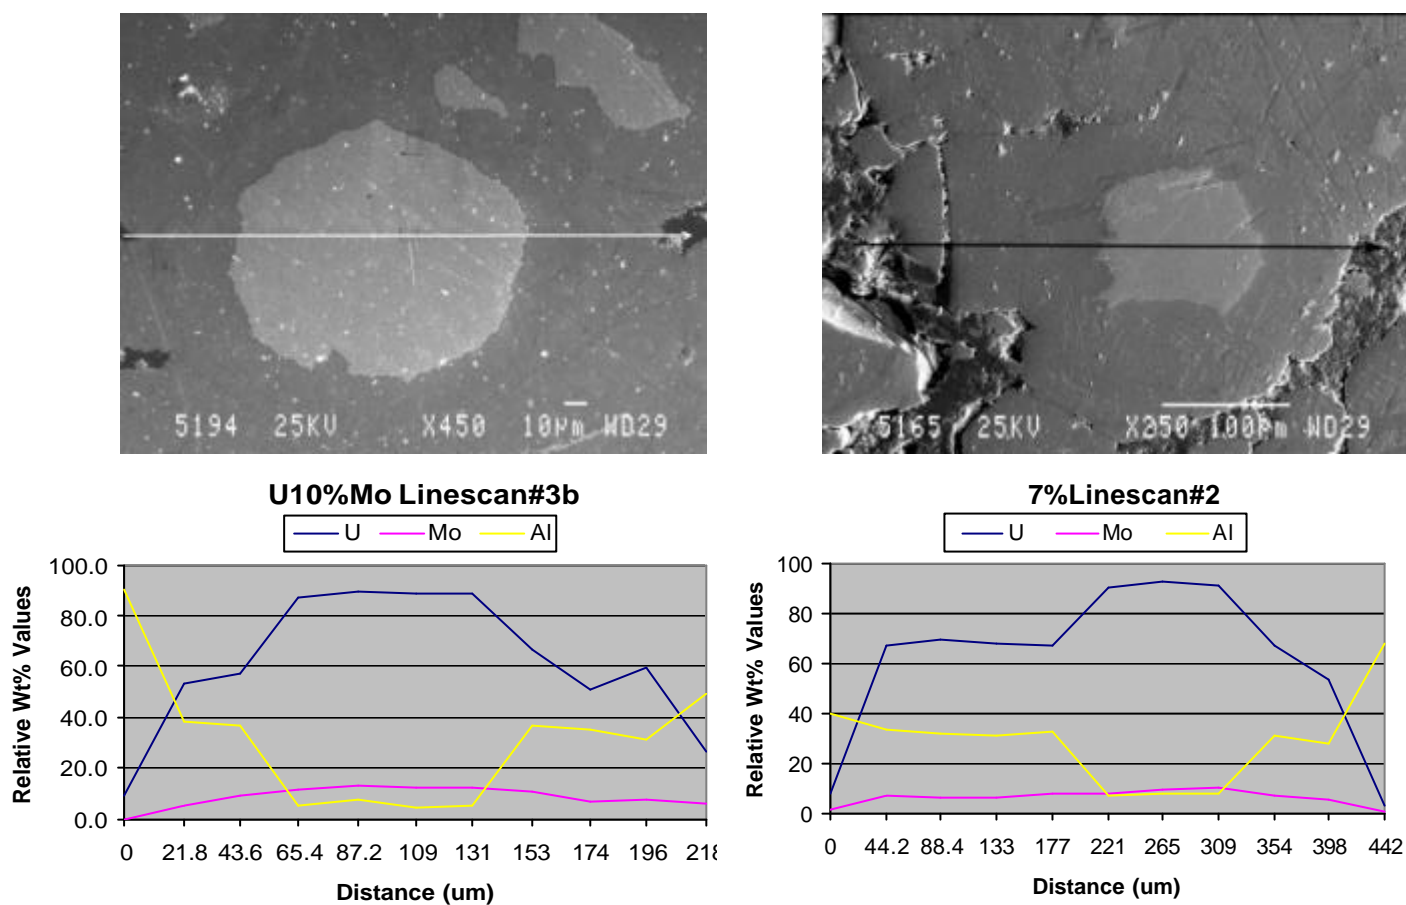 5194 25KV X450 10µm WD29
5165 25KV X250 100µm WD29
U10%Mo Linescan#3b
U Mo Al
100.0
80.0
60.0
40.0
20.0
0.0
Relative Wt% Values
0 21.8 43.6 65.4 87.2 109 131 153 174 196 218
Distance (um)
7%Linescan#2
U Mo Al
100
80
60
40
20
0
Relative Wt% Values
0 44.2 88.4 133 177 221 265 309 354 398 442
Distance (um)